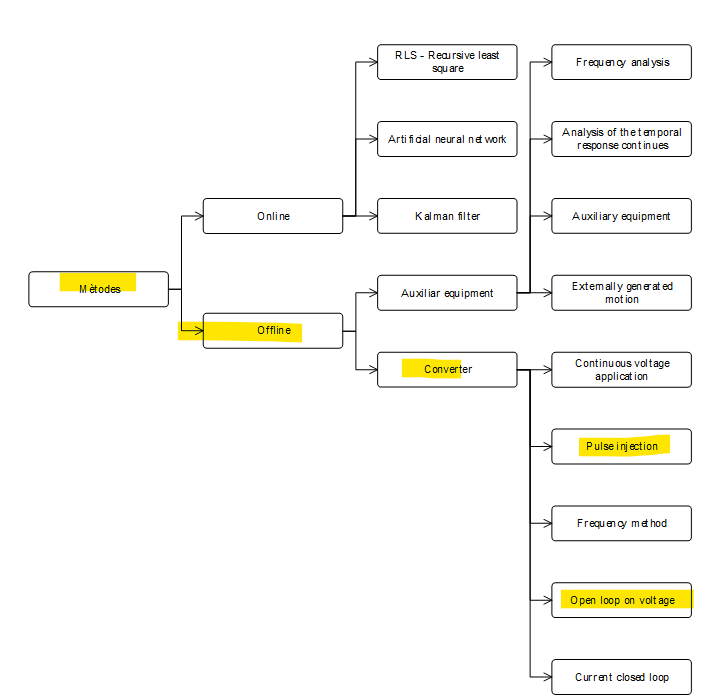 RLS - Recursive least
square
Frequency analysis
Artificial neural network
Analysis of the temporal
response continues
Online
Kalman filter
Auxiliary equipment
Mètodes
Auxiliar equipment
Externally generated
motion
Offline
Converter
Continuous voltage
application
Pulse injection
Frequency method
Open loop on voltage
Current closed loop